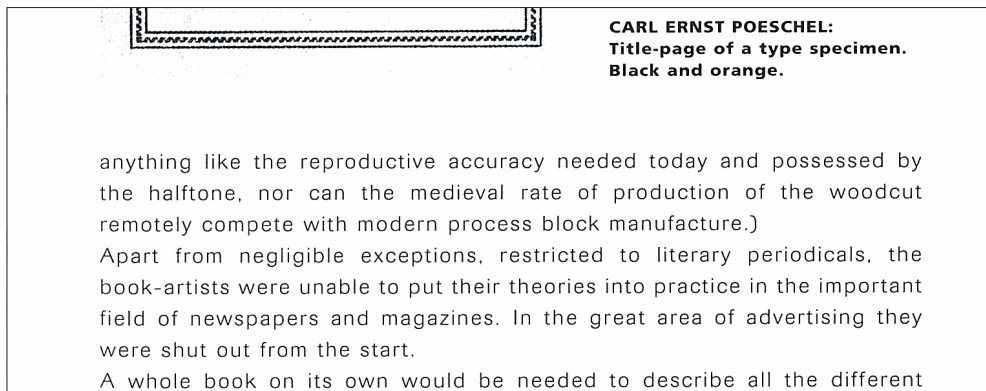 CARL ERNST POESCHEL:
Title-page of a type specimen.
Black and orange.
anything like the reproductive accuracy needed today and possessed by
the halftone, nor can the medieval rate of production of the woodcut
remotely compete with modern process block manufacture.)
Apart from negligible exceptions, restricted to literary periodicals, the
book-artists were unable to put their theories into practice in the important
field of newspapers and magazines. In the great area of advertising they
were shut out from the start.
A whole book on its own would be needed to describe all the different